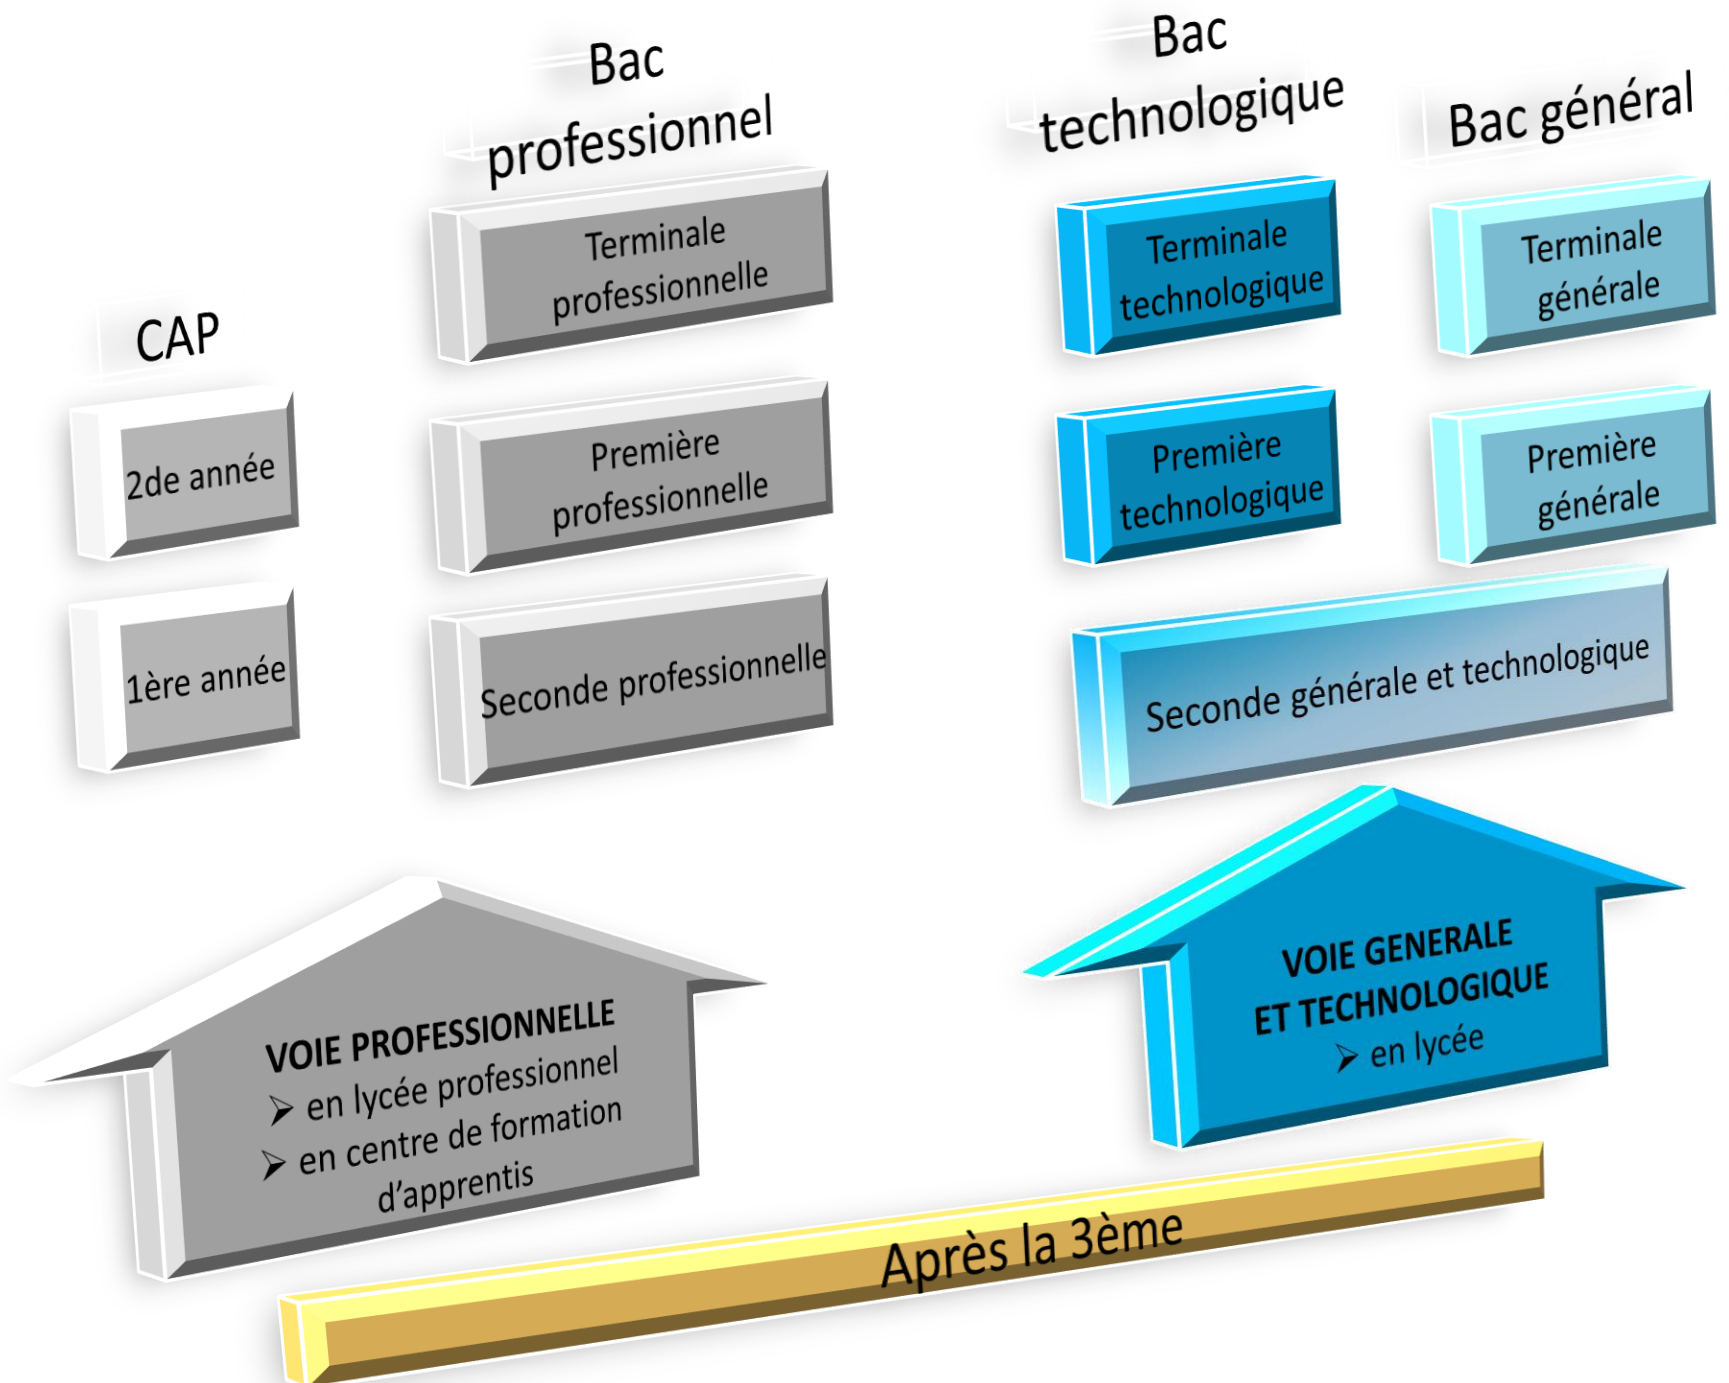 Bac
professionnel
Bac
technologique
Bac général
Terminale
professionnelle
Terminale
technologique
Terminale
générale
CAP
2de année
Première
professionnelle
Première
technologique
Première
générale
1ère année
Seconde professionnelle
Seconde générale et technologique
VOIE PROFESSIONNELLE
➢ en lycée professionnel
➢ en centre de formation
d’apprentis
VOIE GENERALE
ET TECHNOLOGIQUE
➢ en lycée
Après la 3ème